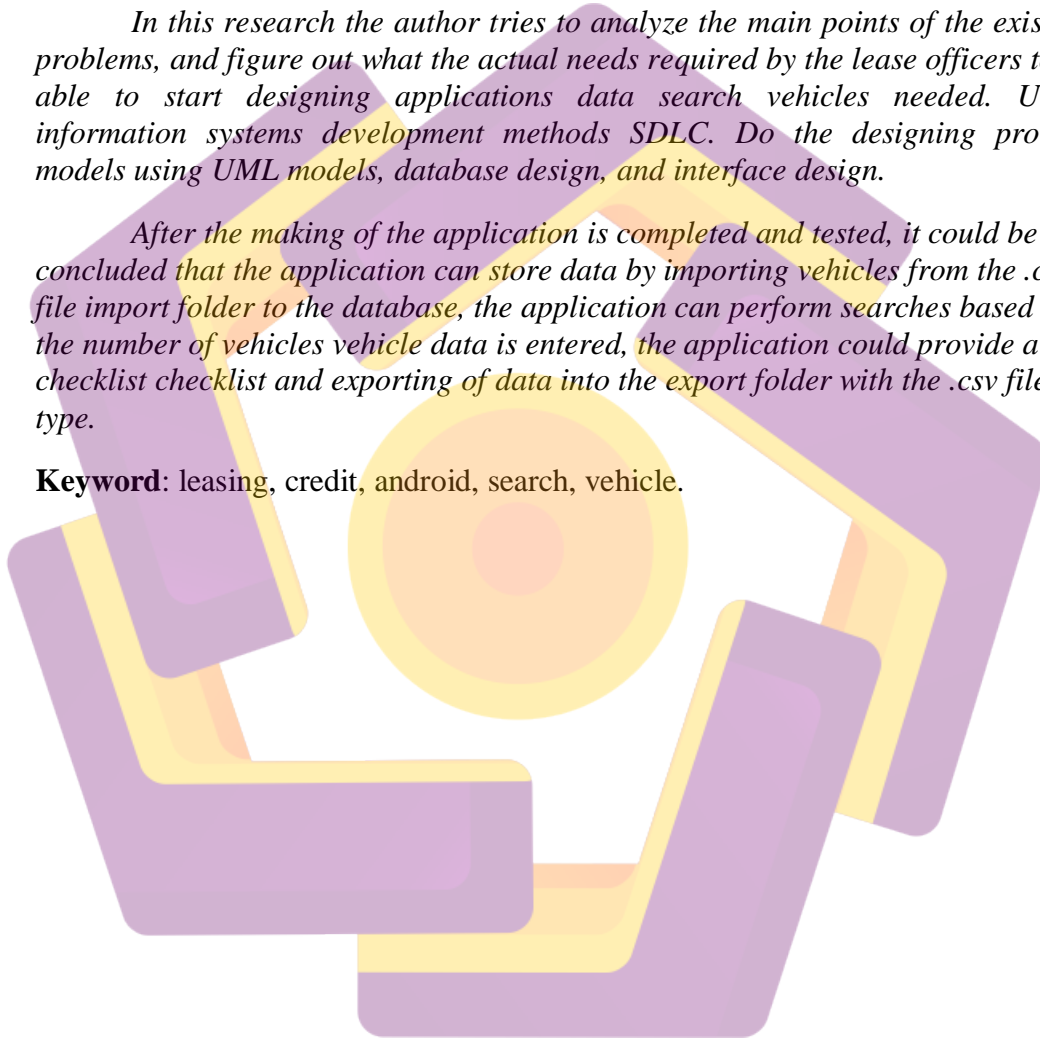 In this research the author tries to analyze the main points of the exis
problems, and figure out what the actual needs required by the lease officers t
able to start designing applications data search vehicles needed. U
information systems development methods SDLC. Do the designing pro
models using UML models, database design, and interface design.
After the making of the application is completed and tested, it could be
concluded that the application can store data by importing vehicles from the .c
file import folder to the database, the application can perform searches based
the number of vehicles vehicle data is entered, the application could provide a
checklist checklist and exporting of data into the export folder with the .csv file
type.
Keyword: leasing, credit, android, search, vehicle.